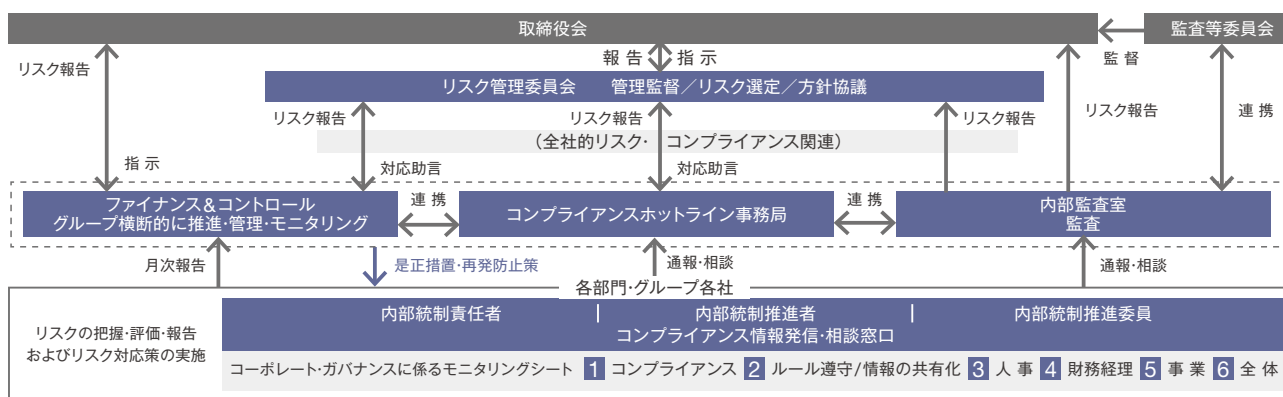 取締役会
監査等委員会
監 督
リスク報告
報 告
指 示
リスク管理委員会　　管理監督／リスク選定／方針協議
リスク報告
リスク報告
リスク報告
リスク報告
連 携
（全社的リスク・コンプライアンス関連）
指 示
対応助言
対応助言
ファイナンス＆コントロール
グループ横断的に推進・管理・モニタリング
連 携
コンプライアンスホットライン事務局
連 携
内部監査室
監査
月次報告
是正措置・再発防止策
通報・相談
通報・相談
各部門・グループ各社
リスクの把握・評価・報告
およびリスク対応策の実施
内部統制責任者　｜　内部統制推進者　｜　内部統制推進委員
コンプライアンス情報発信・相談窓口
コーポレート・ガバナンスに係るモニタリングシート 1 コンプライアンス 2 ルール遵守/情報の共有化 3 人 事 4 財務経理 5 事 業 6 全 体